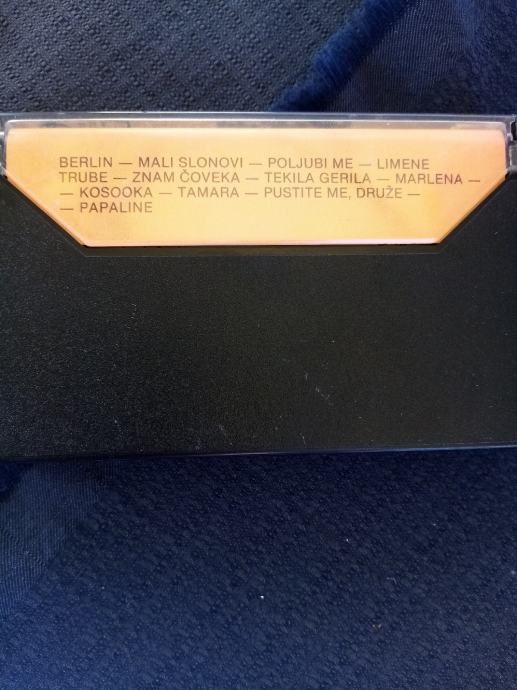 BERLIN — MALI SLONOVI — POLJUBI ME — LIMENE
TRUBE — ZNAM ČOVEKA — TEKILA GERILA — MARLENA —
— KOSOOKA — TAMARA — PUSTITE ME, DRUŽE —
— PAPALINE